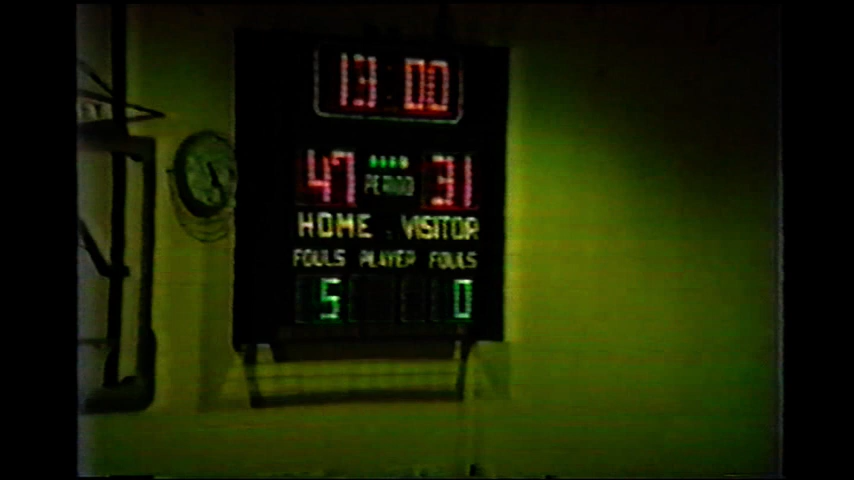 13:00
47 PERIOD 31
HOME VISITOR
FOULS PLAYER FOULS
5 0